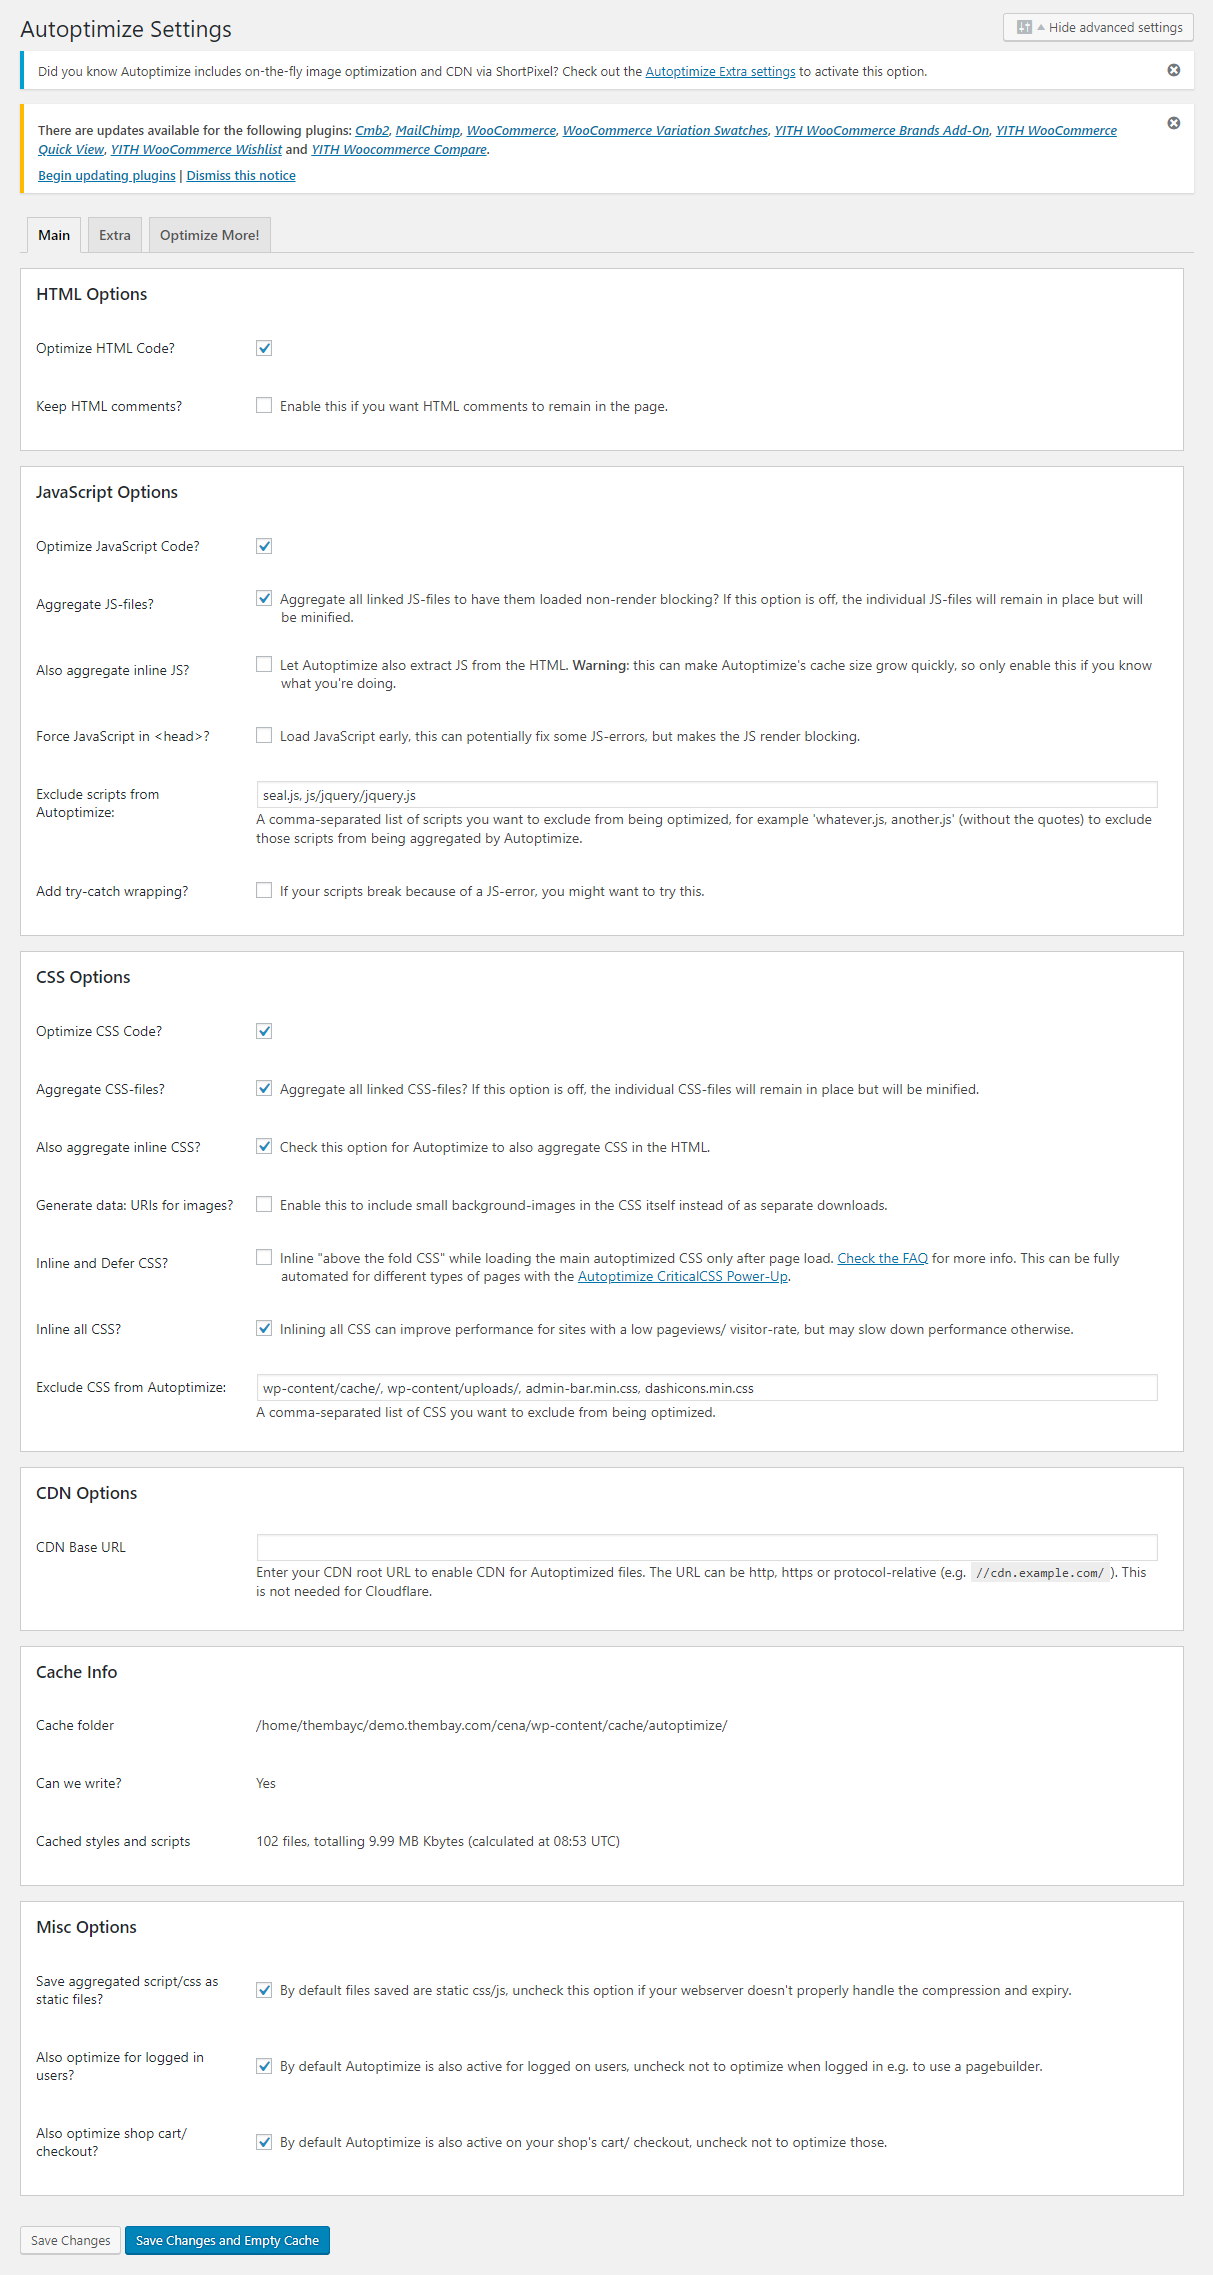 Autoptimize Settings
Hide advanced settings
Did you know Autoptimize includes on-the-fly image optimization and CDN via ShortPixel? Check out the Autoptimize Extra settings to activate this option.
There are updates available for the following plugins: Cmb2, MailChimp, WooCommerce, WooCommerce Variation Swatches, YITH WooCommerce Brands Add-On, YITH WooCommerce
Quick View, YITH WooCommerce Wishlist and YITH Woocommerce Compare.
Begin updating plugins | Dismiss this notice
Main Extra Optimize More!
HTML Options
Optimize HTML Code?
Keep HTML comments? Enable this if you want HTML comments to remain in the page.
JavaScript Options
Optimize JavaScript Code?
Aggregate JS-files? Aggregate all linked JS-files to have them loaded non-render blocking? If this option is off, the individual JS-files will remain in place but will
be minified.
Also aggregate inline JS? Let Autoptimize also extract JS from the HTML. Warning: this can make Autoptimize's cache size grow quickly, so only enable this if you know
what you're doing.
Force JavaScript in <head>? Load JavaScript early, this can potentially fix some JS-errors, but makes the JS render blocking.
Exclude scripts from
Autoptimize:
seal.js, js/jquery/jquery.js
A comma-separated list of scripts you want to exclude from being optimized, for example 'whatever.js, another.js' (without the quotes) to exclude
those scripts from being aggregated by Autoptimize.
Add try-catch wrapping? If your scripts break because of a JS-error, you might want to try this.
CSS Options
Optimize CSS Code?
Aggregate CSS-files? Aggregate all linked CSS-files? If this option is off, the individual CSS-files will remain in place but will be minified.
Also aggregate inline CSS? Check this option for Autoptimize to also aggregate CSS in the HTML.
Generate data: URIs for images? Enable this to include small background-images in the CSS itself instead of as separate downloads.
Inline and Defer CSS? Inline "above the fold CSS" while loading the main autoptimized CSS only after page load. Check the FAQ for more info. This can be fully
automated for different types of pages with the Autoptimize CriticalCSS Power-Up.
Inline all CSS? Inlining all CSS can improve performance for sites with a low pageviews/ visitor-rate, but may slow down performance otherwise.
Exclude CSS from Autoptimize: wp-content/cache/, wp-content/uploads/, admin-bar.min.css, dashicons.min.css
A comma-separated list of CSS you want to exclude from being optimized.
CDN Options
CDN Base URL
Enter your CDN root URL to enable CDN for Autoptimized files. The URL can be http, https or protocol-relative (e.g. //cdn.example.com/ ). This
is not needed for Cloudflare.
Cache Info
Cache folder /home/thembayc/demo.thembay.com/cena/wp-content/cache/autoptimize/
Can we write? Yes
Cached styles and scripts 102 files, totalling 9.99 MB Kbytes (calculated at 08:53 UTC)
Misc Options
Save aggregated script/css as
static files?
By default files saved are static css/js, uncheck this option if your webserver doesn't properly handle the compression and expiry.
Also optimize for logged in
users?
By default Autoptimize is also active for logged on users, uncheck not to optimize when logged in e.g. to use a pagebuilder.
Also optimize shop cart/
checkout?
By default Autoptimize is also active on your shop's cart/ checkout, uncheck not to optimize those.
Save Changes Save Changes and Empty Cache